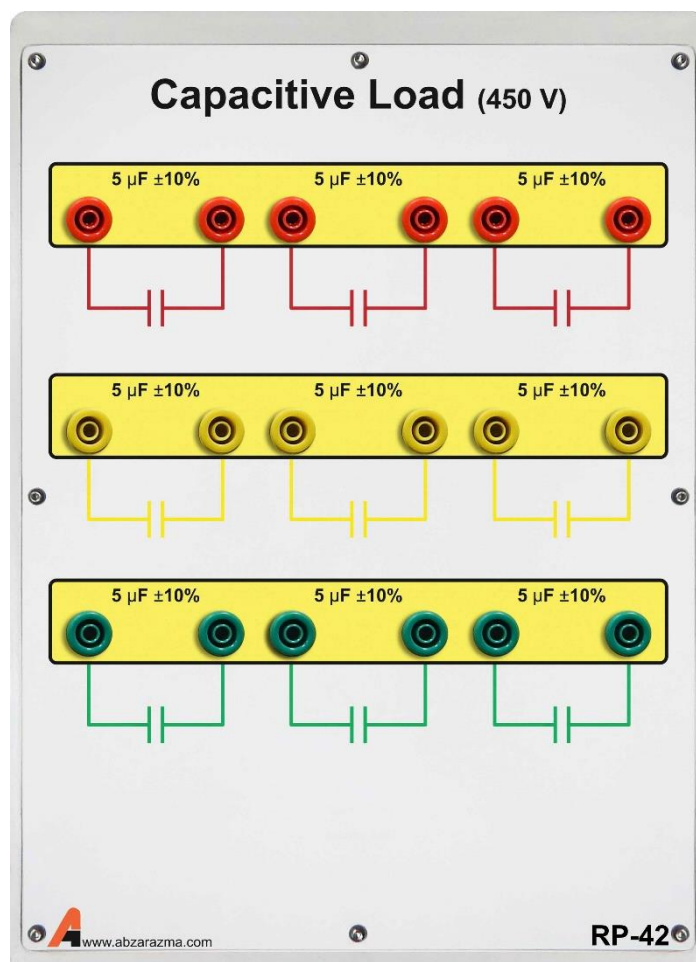 Capacitive Load (450 V)
5 μF ±10% 5 μF ±10% 5 μF ±10%
5 μF ±10% 5 μF ±10% 5 μF ±10%
5 μF ±10% 5 μF ±10% 5 μF ±10%
www.abzarazma.com
RP-42